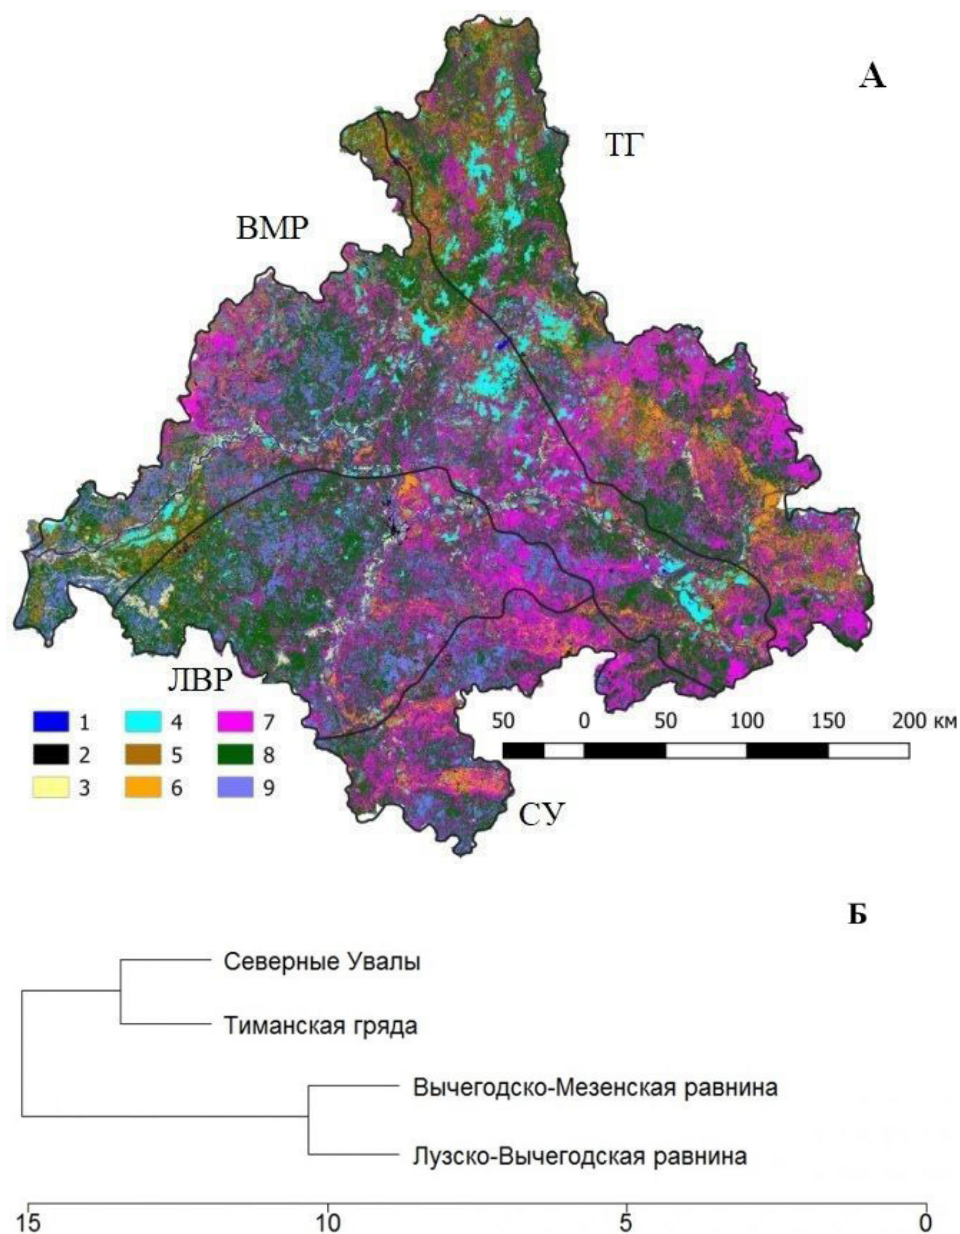 А
ТГ
ВМР
ЛВР
1 4 7
2 5 8
3 6 9
50 0 50 100 150 200 км
СУ
Б
Северные Увалы
Тиманская гряда
Вычегодско-Мезенская равнина
Лузско-Вычегодская равнина
15 10 5 0